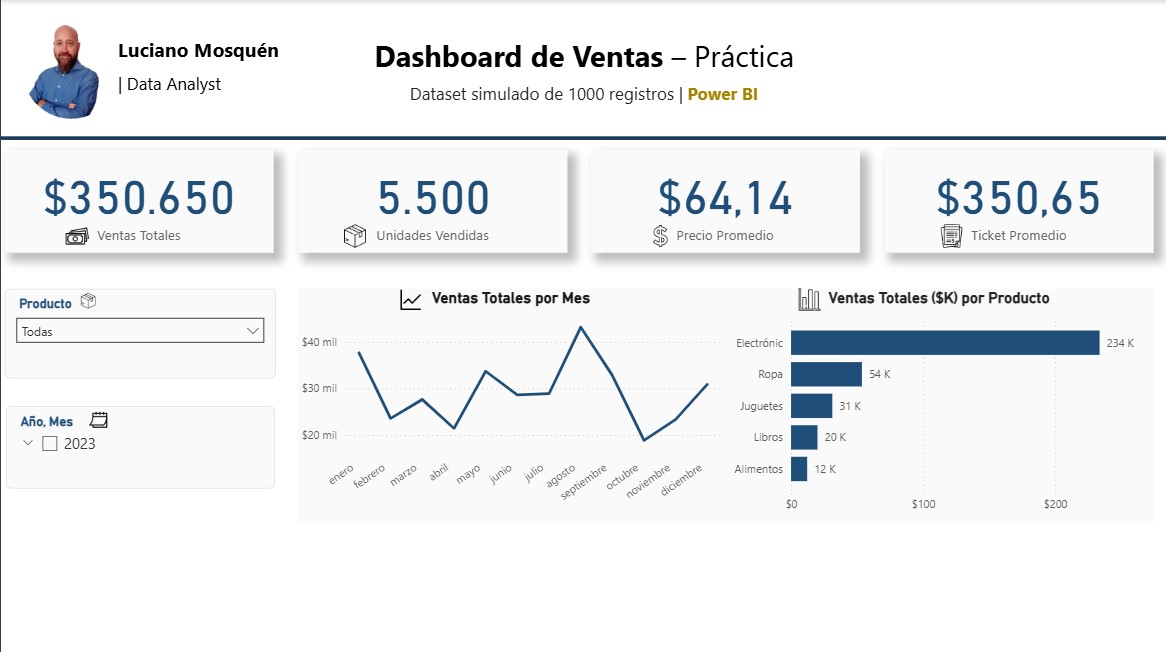 Luciano Mosquén
| Data Analyst
Dashboard de Ventas – Práctica
Dataset simulado de 1000 registros | Power BI
$350.650
Ventas Totales
5.500
Unidades Vendidas
$64,14
Precio Promedio
$350,65
Ticket Promedio
Producto
Todas
Año, Mes
2023
Ventas Totales por Mes
$40 mil
$30 mil
$20 mil
enero
febrero
marzo
abril
mayo
junio
julio
agosto
septiembre
octubre
noviembre
diciembre
Ventas Totales ($K) por Producto
Electrónic 234 K
Ropa 54 K
Juguetes 31 K
Libros 20 K
Alimentos 12 K
$0 $100 $200